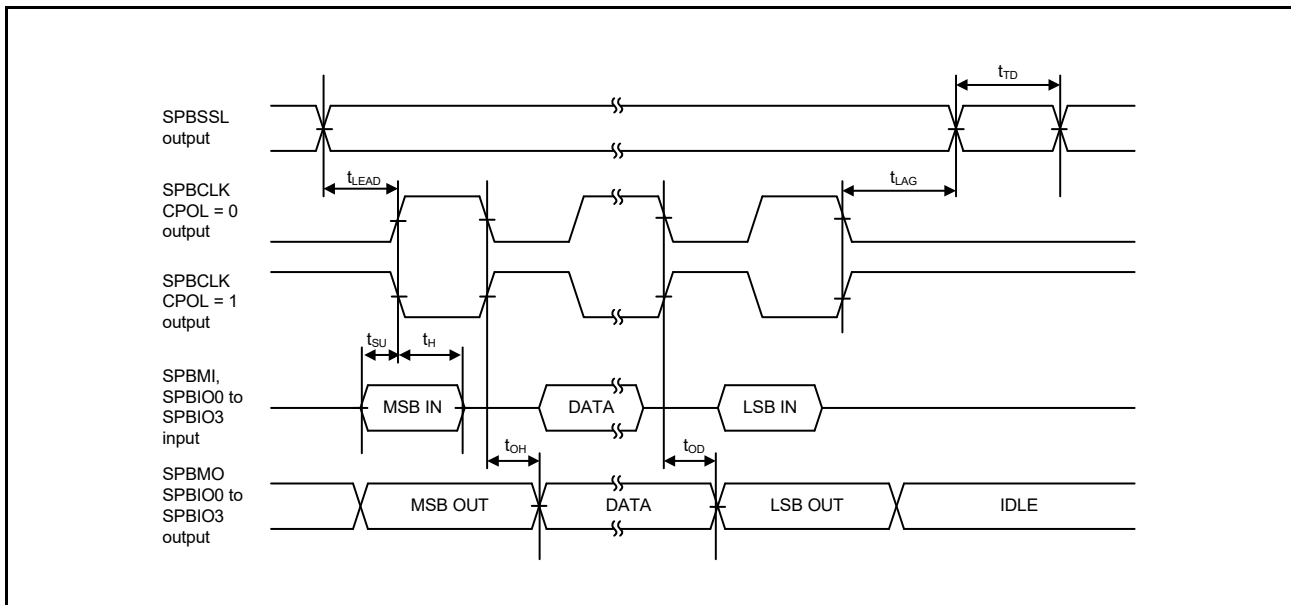 tTD
SPBSSL
output
tLEAD
tLAG
SPBCLK
CPOL = 0
output
SPBCLK
CPOL = 1
output
tSU
tH
SPBMI,
SPBIO0 to
SPBIO3
input
MSB IN
DATA
LSB IN
tOH
tOD
SPBMO
SPBIO0 to
SPBIO3
output
MSB OUT
DATA
LSB OUT
IDLE